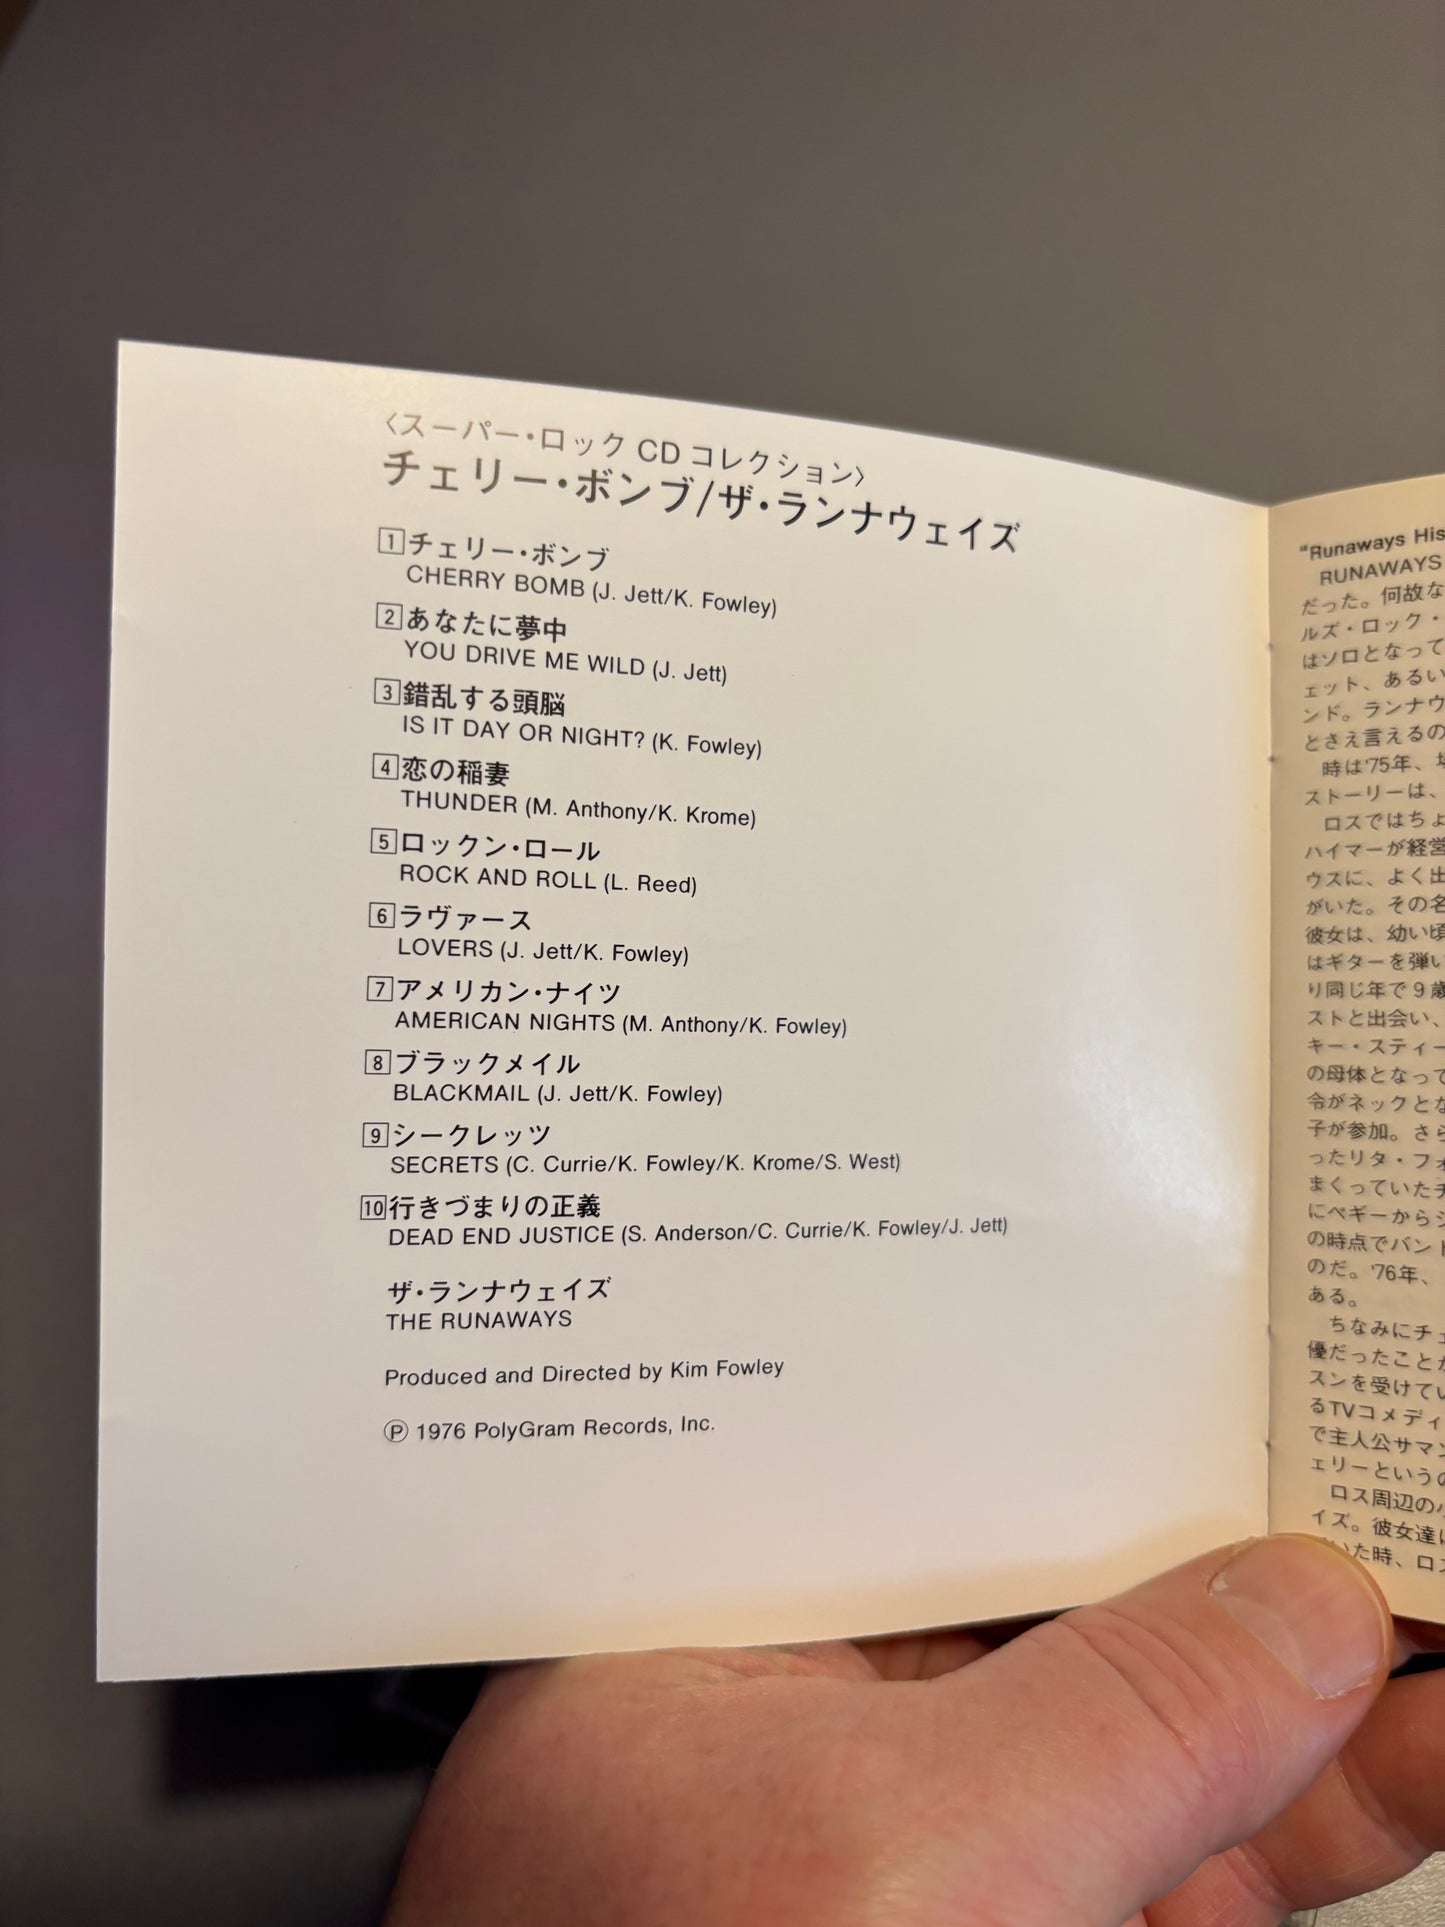 〈スーパー・ロック CD コレクション〉
チェリー・ボンブ/ザ・ランナウェイズ
1 チェリー・ボンブ
CHERRY BOMB (J. Jett/K. Fowley)
2 あなたに夢中
YOU DRIVE ME WILD (J. Jett)
3 錯乱する頭脳
IS IT DAY OR NIGHT? (K. Fowley)
4 恋の稲妻
THUNDER (M. Anthony/K. Krome)
5 ロックン・ロール
ROCK AND ROLL (L. Reed)
6 ラヴァース
LOVERS (J. Jett/K. Fowley)
7 アメリカン・ナイツ
AMERICAN NIGHTS (M. Anthony/K. Fowley)
8 ブラックメイル
BLACKMAIL (J. Jett/K. Fowley)
9 シークレッツ
SECRETS (C. Currie/K. Fowley/K. Krome/S. West)
10 行きづまりの正義
DEAD END JUSTICE (S. Anderson/C. Currie/K. Fowley/J. Jett)
ザ・ランナウェイズ
THE RUNAWAYS
Produced and Directed by Kim Fowley
Ⓟ 1976 PolyGram Records, Inc.
"Runaways His
RUNAWAYS
だった。何故な
ルズ・ロック・
はソロとなって
ェット、あるい
ンド。ランナウ
とさえ言えるの
時は'75年、
ストーリーは、
ロスではちょ
ハイマーが経営
ウスに、よく出
がいた。その名
彼女は、幼い頃
はギターを弾い
り同じ年で9歳
ストと出会い、
キー・スティー
の母体となって
令がネックとな
子が参加。さら
ったリタ・フォ
まくっていたチ
にペギーからジ
の時点でバンド
のだ。'76年、
ある。
ちなみにチェ
優だったことが
スンを受けてい
るTVコメディ
で主人公サマン
ェリーというの
ロス周辺の小
イズ。彼女達に
いた時、ロス